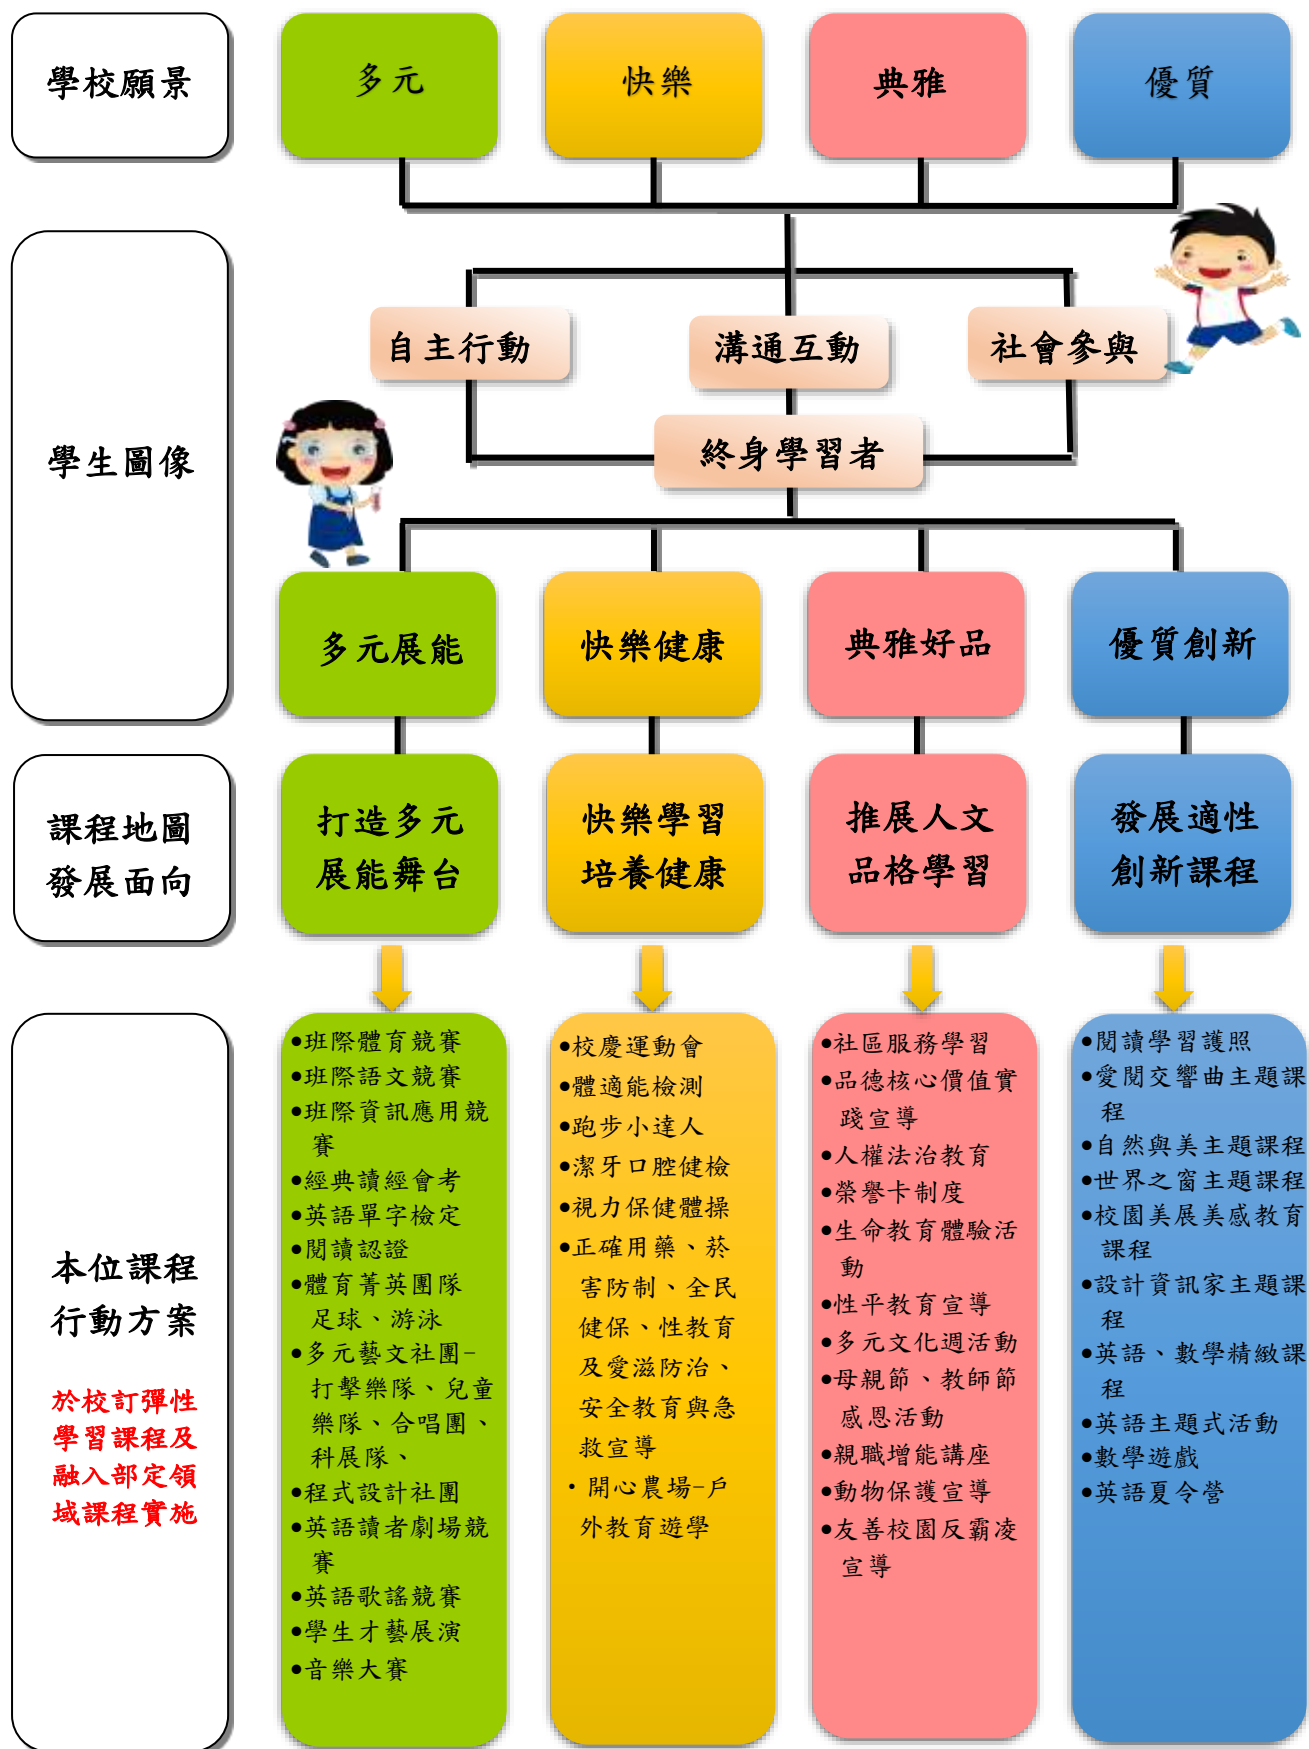 學校願景
多元
快樂
典雅
優質
學生圖像
自主行動
溝通互動
社會參與
終身學習者
多元展能
快樂健康
典雅好品
優質創新
課程地圖
發展面向
打造多元
展能舞台
快樂學習
培養健康
推展人文
品格學習
發展適性
創新課程
本位課程
行動方案
於校訂彈性
學習課程及
融入部定領
域課程實施
●班際體育競賽
●班際語文競賽
●班際資訊應用競
賽
●經典讀經會考
●英語單字檢定
●閱讀認證
●體育菁英團隊
足球、游泳
●多元藝文社團-
打擊樂隊、兒童
樂隊、合唱團、
科展隊、
●程式設計社團
●英語讀者劇場競
賽
●英語歌謠競賽
●學生才藝展演
●音樂大賽
●校慶運動會
●體適能檢測
●跑步小達人
●潔牙口腔健檢
●視力保健體操
●正確用藥、菸
害防制、全民
健保、性教育
及愛滋防治、
安全教育與急
救宣導
・開心農場-戶
外教育遊學
●社區服務學習
●品德核心價值實
踐宣導
●人權法治教育
●榮譽卡制度
●生命教育體驗活
動
●性平教育宣導
●多元文化週活動
●母親節、教師節
感恩活動
●親職增能講座
●動物保護宣導
●友善校園反霸凌
宣導
●閱讀學習護照
●愛閱交響曲主題課
程
●自然與美主題課程
●世界之窗主題課程
●校園美展美感教育
課程
●設計資訊家主題課
程
●英語、數學精緻課
程
●英語主題式活動
●數學遊戲
●英語夏令營